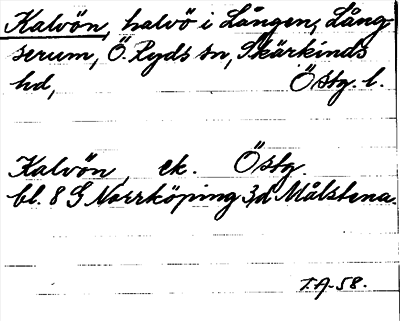 Kalvön, halvö i Lången, Lång-
serum, Ö. Ryds sn, Skärkinds
hd, Östg. l.
Kalvön ek. Östg.
bl. 8 G Norrköping 3/d Målstena.
T.A-58.